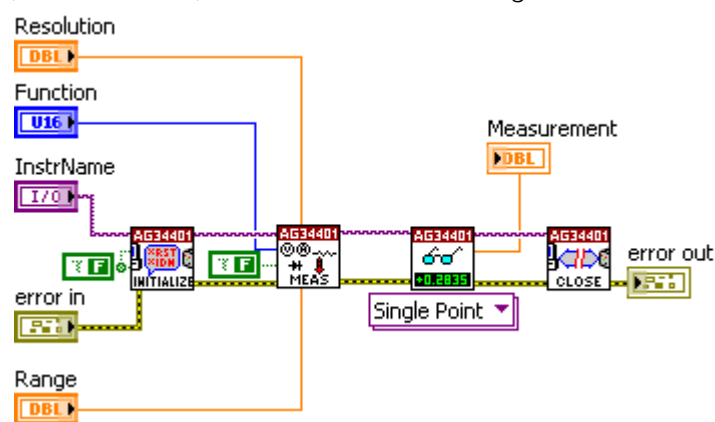 Resolution
DBL
Function
U16
Measurement
DBL
InstrName
I/O
AG34401
AG34401
AG34401
AG34401
*RST
*IDN
F
F
INITIALIZE
MEAS
+0.2835
CLOSE
error out
error in
Single Point
Range
DBL